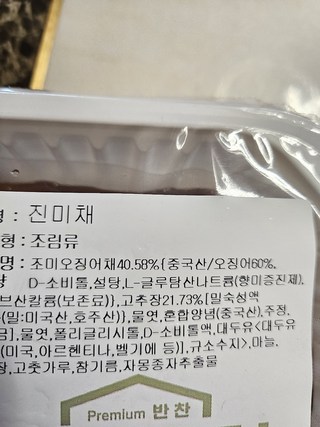 명 : 진미채
형 : 조림류
명 : 조미오징어채40.58%{중국산/오징어60%,
D-소비톨,설탕,L-글루탐산나트륨(향미증진제),
브산칼륨(보존료)},고추장21.73%[밀숙성액
(밀:미국산,호주산)],물엿,혼합양념(중국산),주정,
금],물엿,폴리글리시톨,D-소비톨액,대두유<대두유
(미국,아르헨티나,벨기에 등)],규소수지>,마늘,
장,고춧가루,참기름,자몽종자추출물
Premium 반찬